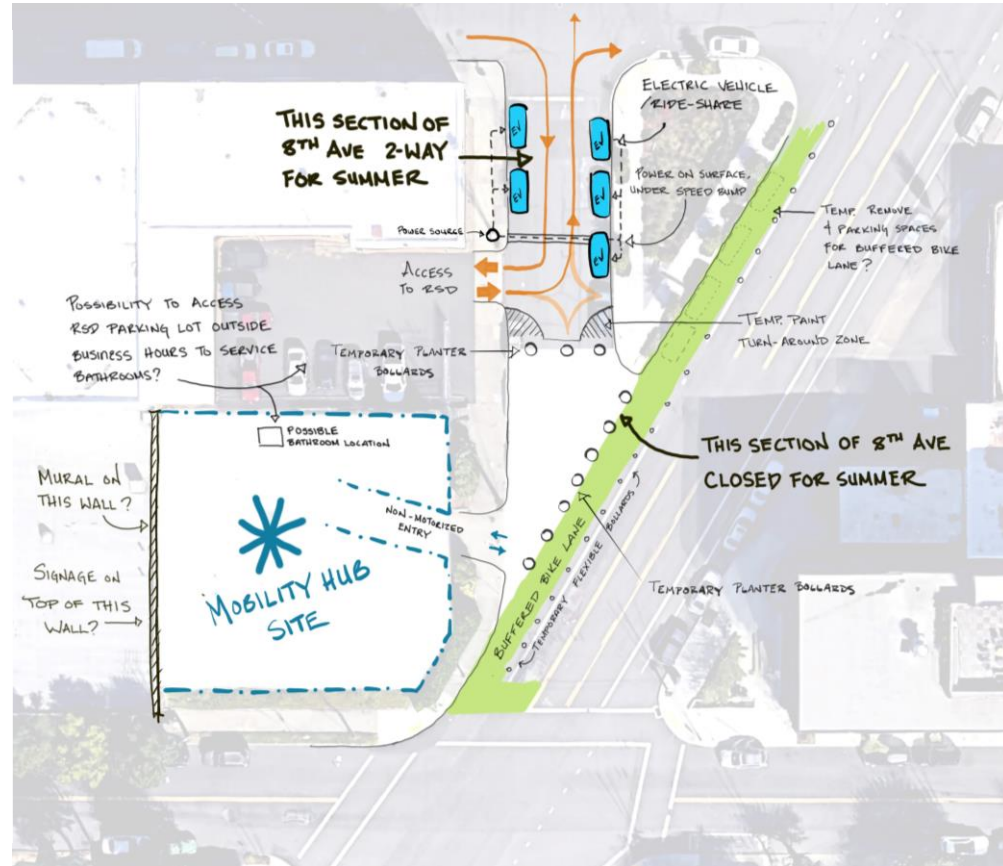 THIS SECTION OF
8TH AVE 2-WAY
FOR SUMMER
EV
EV
EV
EV
EV
ELECTRIC VEHICLE
RIDE-SHARE
POWER ON SURFACE,
UNDER SPEED BUMP
POWER SOURCE
TEMP. REMOVE
4 PARKING SPACES
FOR BUFFERED BIKE
LANE?
ACCESS
TO RSD
POSSIBILITY TO ACCESS
RSD PARKING LOT OUTSIDE
BUSINESS HOURS TO SERVICE
BATHROOMS?
TEMPORARY PLANTER
BOLLARDS
TEMP. PAINT
TURN-AROUND ZONE
POSSIBLE
BATHROOM LOCATION
THIS SECTION OF 8TH AVE
CLOSED FOR SUMMER
MURAL ON
THIS WALL?
NON-MOTORIZED
ENTRY
SIGNAGE ON
TOP OF THIS
WALL?
MOBILITY HUB
SITE
BUFFERED BIKE LANE
TEMPORARY FLEXIBLE BOLLARDS
TEMPORARY PLANTER BOLLARDS